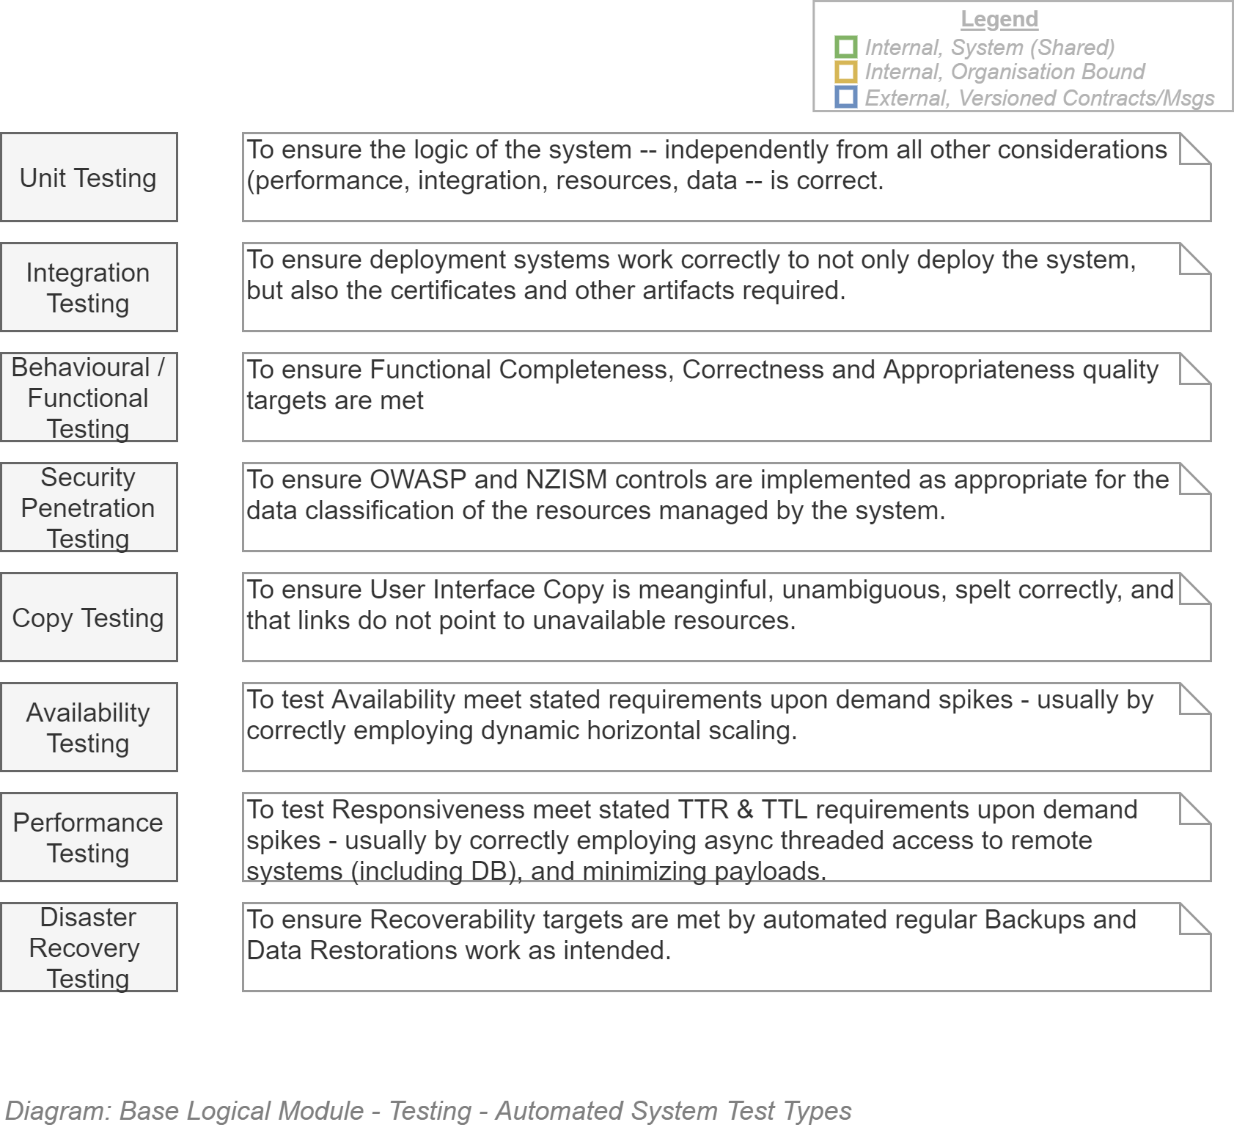 Legend
Internal, System (Shared)
Internal, Organisation Bound
External, Versioned Contracts/Msgs
Unit Testing
To ensure the logic of the system -- independently from all other considerations
(performance, integration, resources, data -- is correct.
Integration
Testing
To ensure deployment systems work correctly to not only deploy the system,
but also the certificates and other artifacts required.
Behavioural /
Functional
Testing
To ensure Functional Completeness, Correctness and Appropriateness quality
targets are met
Security
Penetration
Testing
To ensure OWASP and NZISM controls are implemented as appropriate for the
data classification of the resources managed by the system.
Copy Testing
To ensure User Interface Copy is meanginful, unambiguous, spelt correctly, and
that links do not point to unavailable resources.
Availability
Testing
To test Availability meet stated requirements upon demand spikes - usually by
correctly employing dynamic horizontal scaling.
Performance
Testing
To test Responsiveness meet stated TTR & TTL requirements upon demand
spikes - usually by correctly employing async threaded access to remote
systems (including DB), and minimizing payloads.
Disaster
Recovery
Testing
To ensure Recoverability targets are met by automated regular Backups and
Data Restorations work as intended.
Diagram: Base Logical Module - Testing - Automated System Test Types